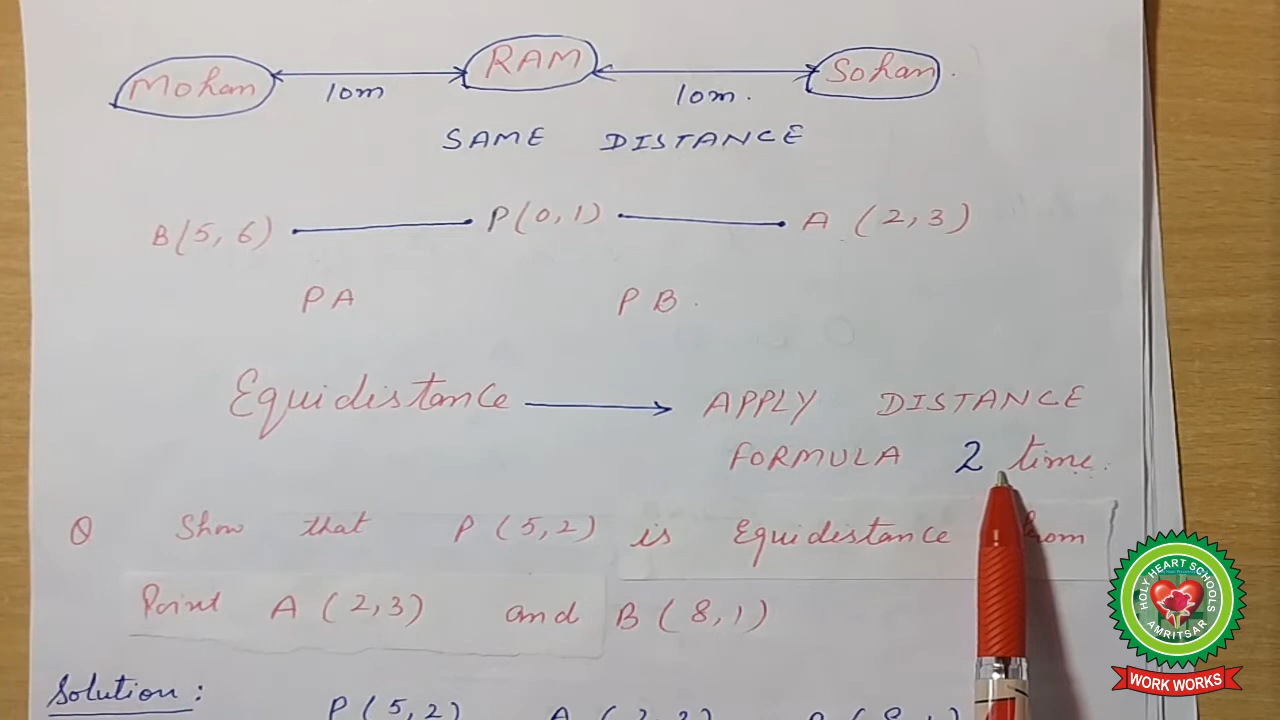 Mohan RAM Sohan.
10m 10m.
SAME DISTANCE
B(5,6) P(0,1) A (2,3)
PA PB.
Equidistance APPLY DISTANCE
FORMULA 2 time.
Q Show that P(5,2) is Equidistance from
Point A (2,3) and B (8,1)
Solution:
P(5,2)
HOLY HEART SCHOOLS
AMRITSAR
WORK WORKS